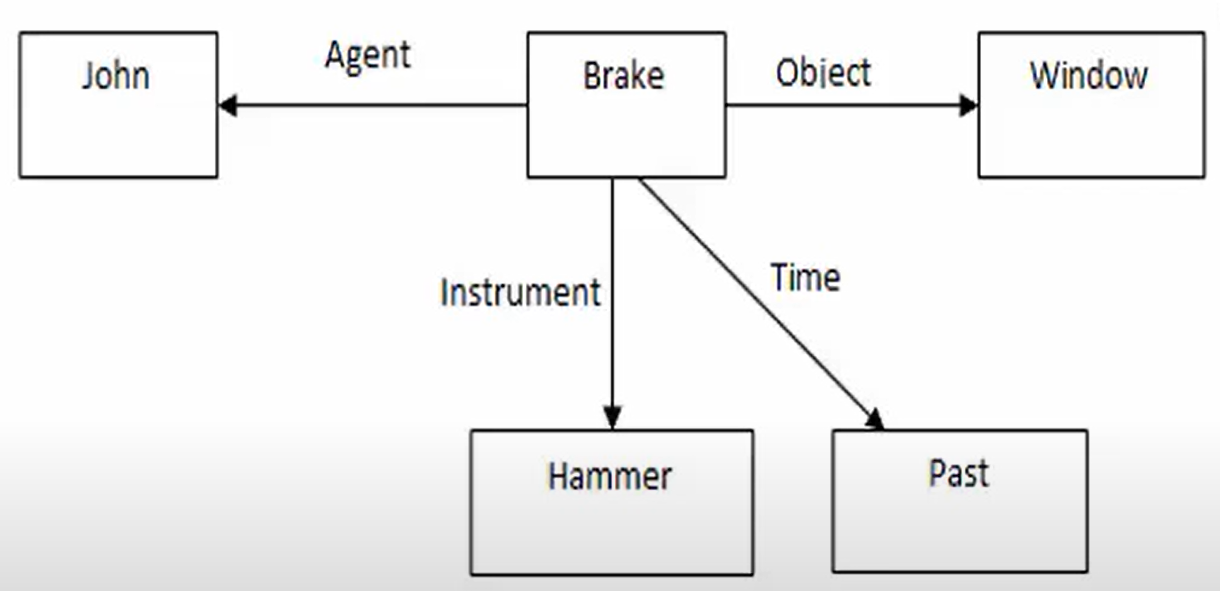 John
Agent
Brake
Object
Window
Instrument
Time
Hammer
Past